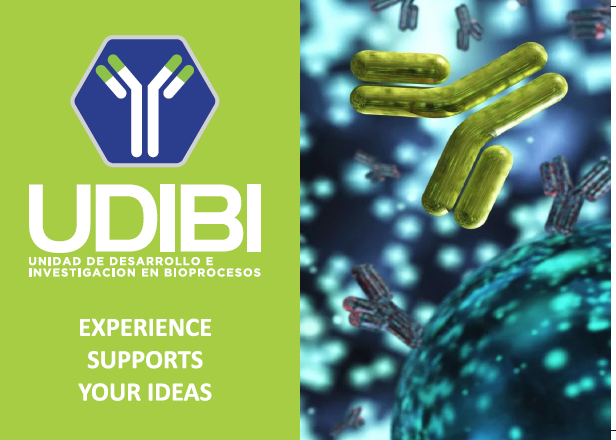 UDIBI
UNIDAD DE DESARROLLO E
INVESTIGACION EN BIOPROCESOS
EXPERIENCE
SUPPORTS
YOUR IDEAS